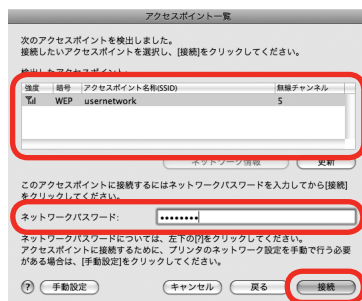 アクセスポイント一覧
次のアクセスポイントを検出しました。
接続したいアクセスポイントを選択し、[接続]をクリックしてください。
検出したアクセスポイント:
強度 暗号 アクセスポイント名称(SSID) 無線チャンネル
WEP usernetwork 5
ネットワーク情報 更新
このアクセスポイントに接続するにはネットワークパスワードを入力してから[接続]
をクリックしてください。
ネットワークパスワード: ••••••••
ネットワークパスワードについては、左下の[?]をクリックしてください。
アクセスポイントに接続するために、プリンタのネットワーク設定を手動で行う必要
がある場合は、[手動設定]をクリックしてください。
? 手動設定 キャンセル 戻る 接続